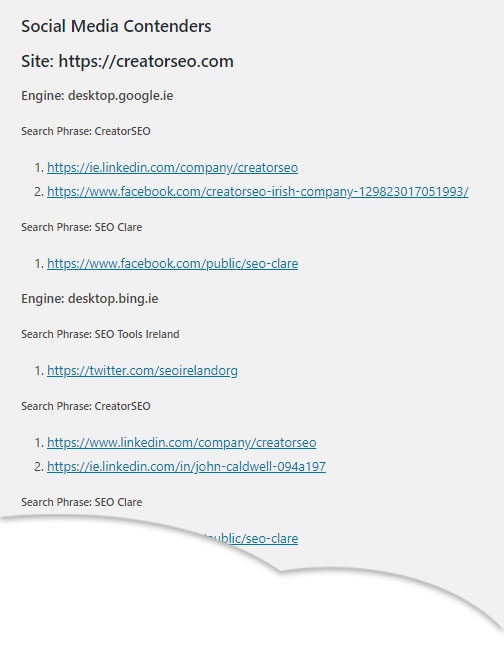 Social Media Contenders
Site: https://creatorseo.com
Engine: desktop.google.ie
Search Phrase: CreatorSEO
1. https://ie.linkedin.com/company/creatorseo
2. https://www.facebook.com/creatorseo-irish-company-129823017051993/
Search Phrase: SEO Clare
1. https://www.facebook.com/public/seo-clare
Engine: desktop.bing.ie
Search Phrase: SEO Tools Ireland
1. https://twitter.com/seoirelandorg
Search Phrase: CreatorSEO
1. https://www.linkedin.com/company/creatorseo
2. https://ie.linkedin.com/in/john-caldwell-094a197
Search Phrase: SEO Clare
/public/seo-clare